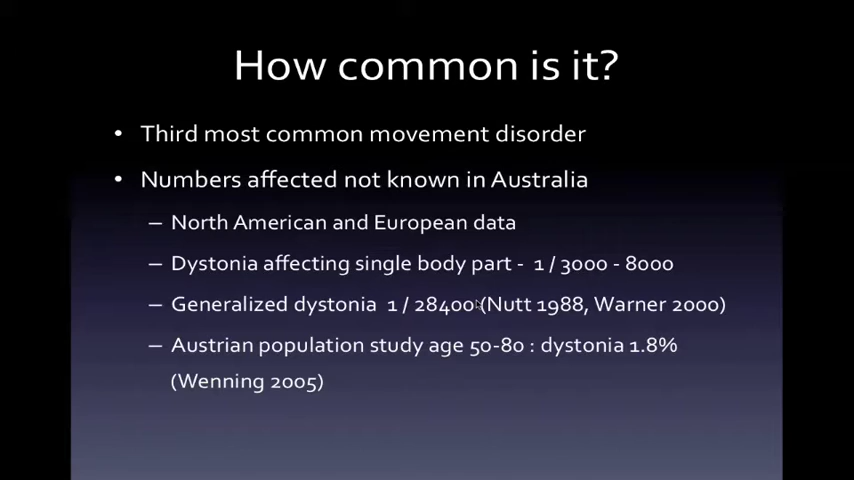 How common is it?
• Third most common movement disorder
• Numbers affected not known in Australia
– North American and European data
– Dystonia affecting single body part - 1 / 3000 - 8000
– Generalized dystonia 1 / 28400 (Nutt 1988, Warner 2000)
– Austrian population study age 50-80 : dystonia 1.8%
(Wenning 2005)